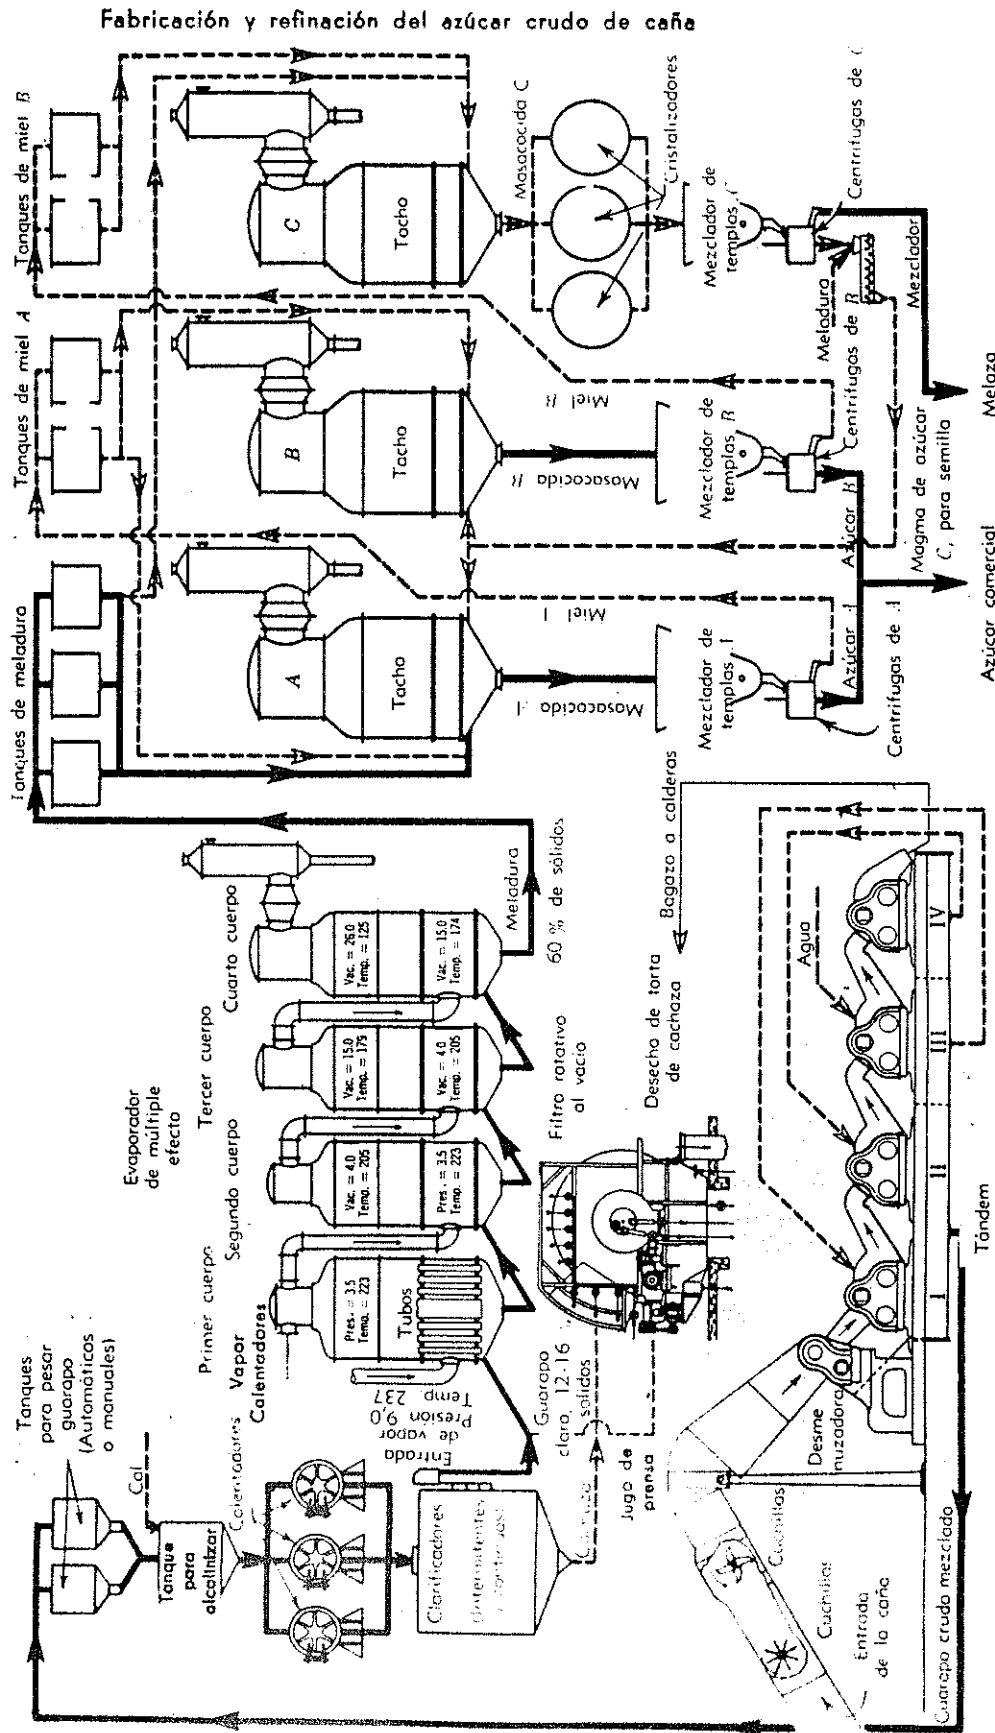 Fabricación y refinación del azúcar crudo de caña
Tanques
para pesar
guarapo
(Automáticos
o manuales)
Cal
Tanque
para
alcalinizar
Calentadores
Clarificadores
Entrada
de vapor
Presión 9,0
Temp. 237
Vapor
Calentadores
Evaporador
de múltiple
efecto
Primer cuerpo
Segundo cuerpo
Tercer cuerpo
Cuarto cuerpo
Pres. = 3.5
Temp. = 223
Tubos
Vac. = 4.0
Temp. = 205
Pres. = 3.5
Temp. = 223
Vac. = 15.0
Temp. = 175
Vac. = 4.0
Temp. = 205
Vac. = 26.0
Temp. = 125
Vac. = 15.0
Temp. = 174
Meladura
60 % de sólidos
Guarapo
claro, 12-16
sólidos
Jugo de
prensa
Filtro rotativo
al vacío
Desecho de torta
de cachaza
Bagazo a calderas
Agua
Cuchillas
Cuchillas
Entrada
de la caña
Desme
nuzadora
I
II
III
IV
Tándem
Guarapo crudo mezclado
Tanques de meladura
Tanques de miel A
Tanques de miel B
A
Tacho
B
Tacho
C
Tacho
Masacocida
Miel
Masacocida B
Miel B
Masacocida C
Cristalizadores
Mezclador de
templas
Mezclador de
templas B
Mezclador de
templas
Centrífugas de
Azúcar
Azúcar B
Centrífugas de B
Centrífugas de
Meladura
Mezclador
Magma de azúcar
C, para semilla
Azúcar comercial
Melaza